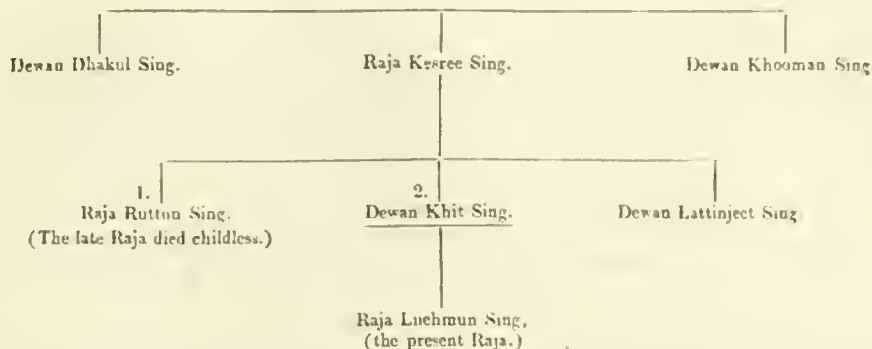 Dewan Dhakul Sing. Raja Kesree Sing. Dewan Khooman Sing
1. 2.
Raja Ruttun Sing. Dewan Khit Sing. Dewan Lattinject Sing
(The late Raja died childless.)
Raja Luchmun Sing,
(the present Raja.)